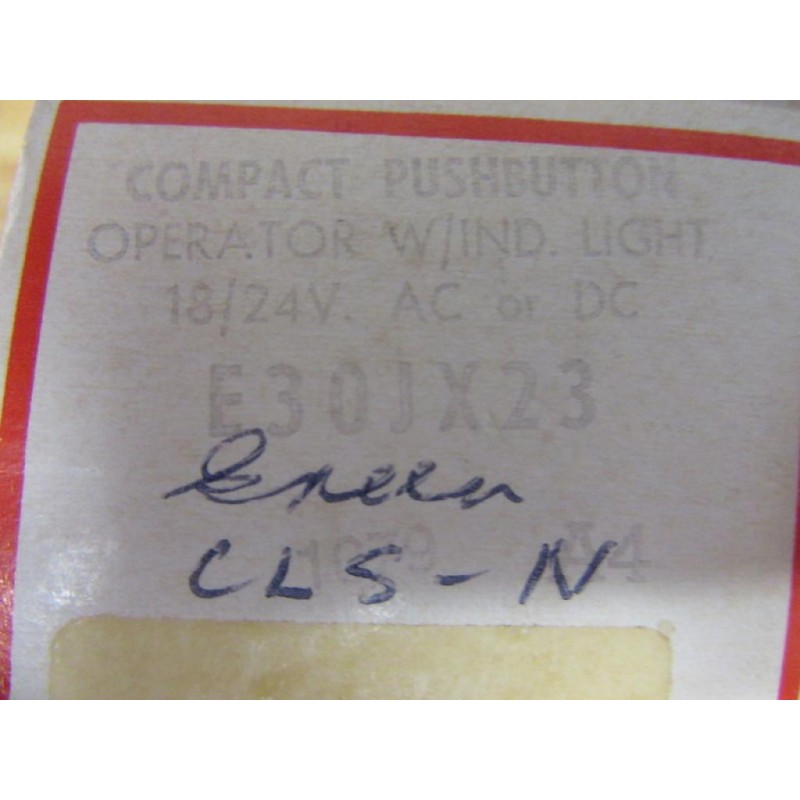 COMPACT PUSHBUTTON
OPERATOR W/IND. LIGHT
18/24V. AC or DC
E30JX23
Green
CLS-N